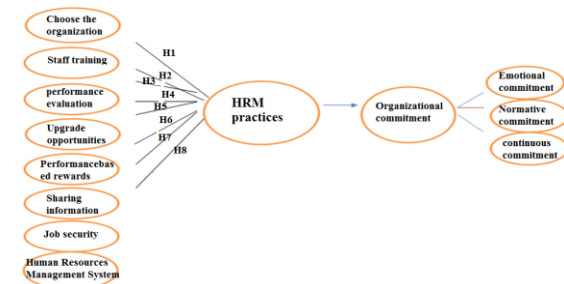 Choose the
organization
Staff training
performance
evaluation
Upgrade
opportunities
Performancebas
ed rewards
Sharing
information
Job security
Human Resources
Management System
H1
H2
H3
H4
H5
H6
H7
H8
HRM
practices
Organizational
commitment
Emotional
commitment
Normative
commitment
continuous
commitment